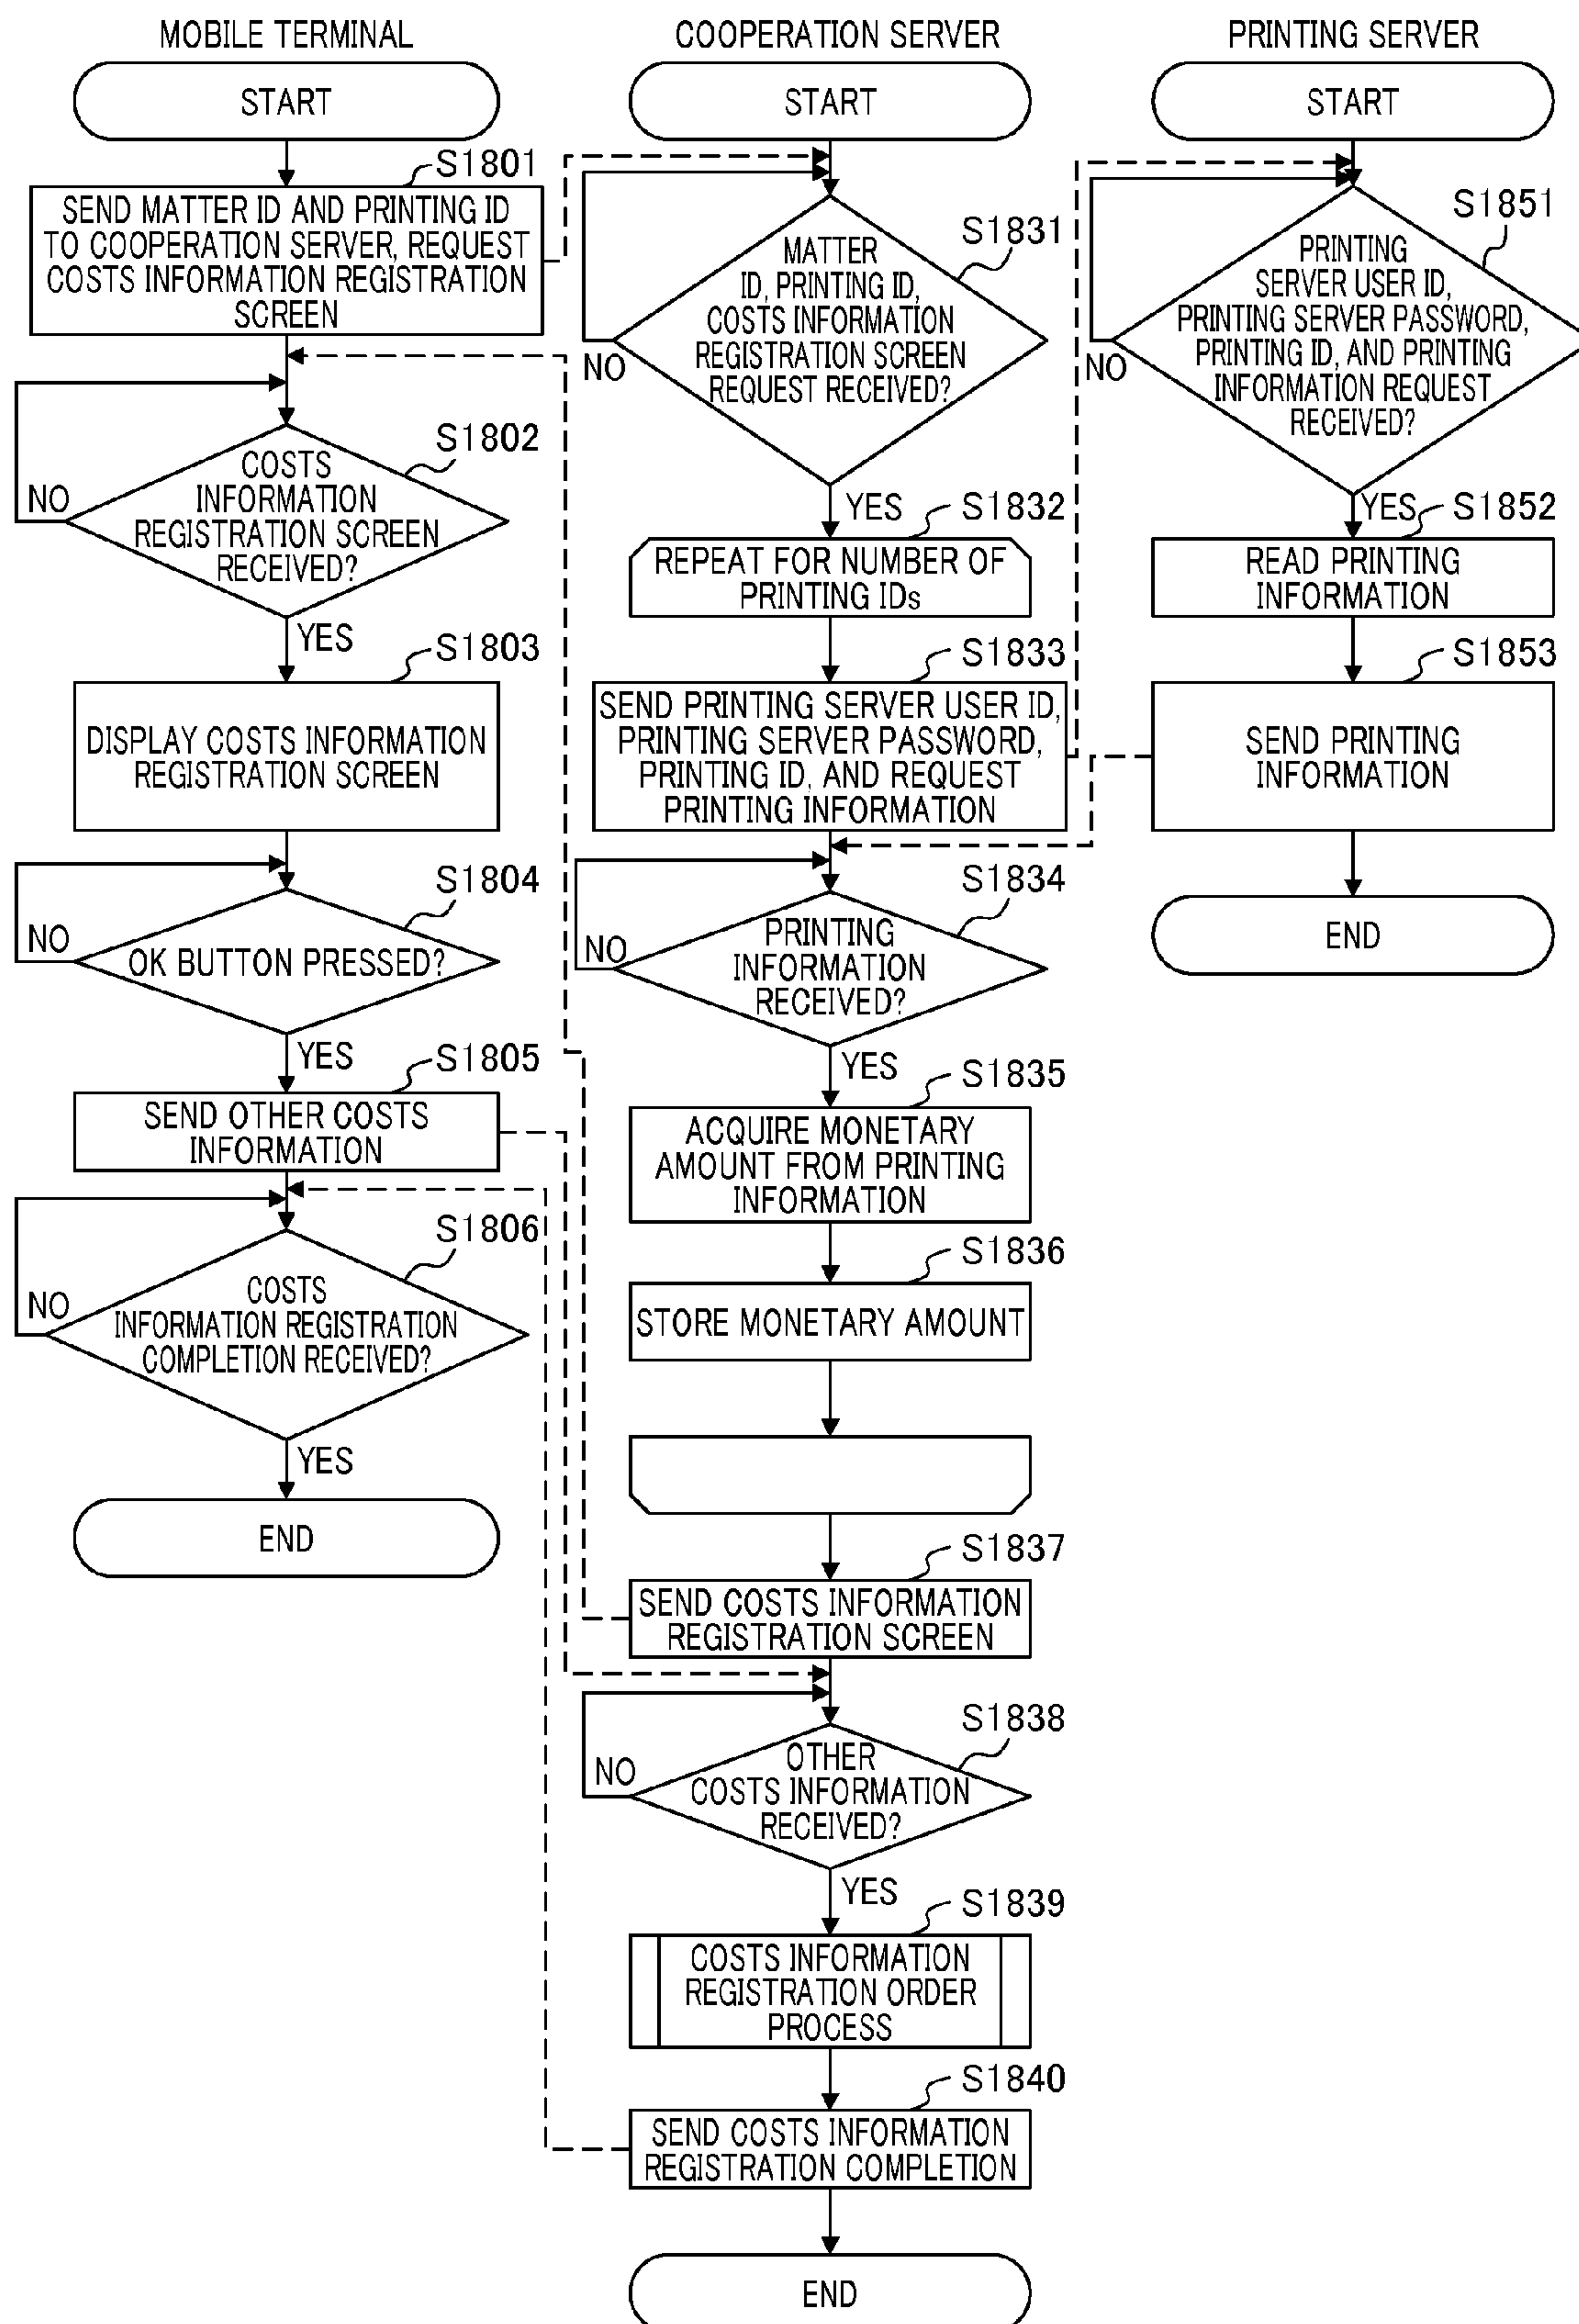 MOBILE TERMINAL
START
S1801
SEND MATTER ID AND PRINTING ID
TO COOPERATION SERVER, REQUEST
COSTS INFORMATION REGISTRATION
SCREEN
S1802
COSTS
INFORMATION
REGISTRATION SCREEN
RECEIVED?
NO
YES
S1803
DISPLAY COSTS INFORMATION
REGISTRATION SCREEN
S1804
OK BUTTON PRESSED?
NO
YES
S1805
SEND OTHER COSTS
INFORMATION
S1806
COSTS
INFORMATION REGISTRATION
COMPLETION RECEIVED?
NO
YES
END
COOPERATION SERVER
START
S1831
MATTER
ID, PRINTING ID,
COSTS INFORMATION
REGISTRATION SCREEN
REQUEST RECEIVED?
NO
YES
S1832
REPEAT FOR NUMBER OF
PRINTING IDs
S1833
SEND PRINTING SERVER USER ID,
PRINTING SERVER PASSWORD,
PRINTING ID, AND REQUEST
PRINTING INFORMATION
S1834
PRINTING
INFORMATION
RECEIVED?
NO
YES
S1835
ACQUIRE MONETARY
AMOUNT FROM PRINTING
INFORMATION
S1836
STORE MONETARY AMOUNT
S1837
SEND COSTS INFORMATION
REGISTRATION SCREEN
S1838
OTHER
COSTS INFORMATION
RECEIVED?
NO
YES
S1839
COSTS INFORMATION
REGISTRATION ORDER
PROCESS
S1840
SEND COSTS INFORMATION
REGISTRATION COMPLETION
END
PRINTING SERVER
START
S1851
PRINTING
SERVER USER ID,
PRINTING SERVER PASSWORD,
PRINTING ID, AND PRINTING
INFORMATION REQUEST
RECEIVED?
NO
YES
S1852
READ PRINTING
INFORMATION
S1853
SEND PRINTING
INFORMATION
END